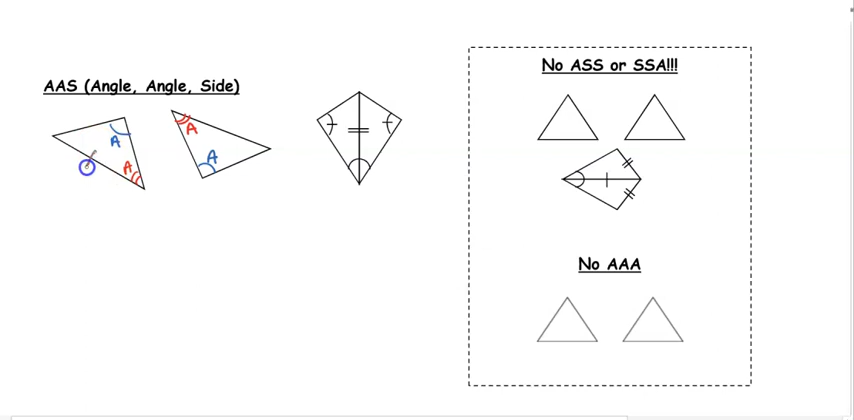 AAS (Angle, Angle, Side)
A
A
A
A
No ASS or SSA!!!
No AAA